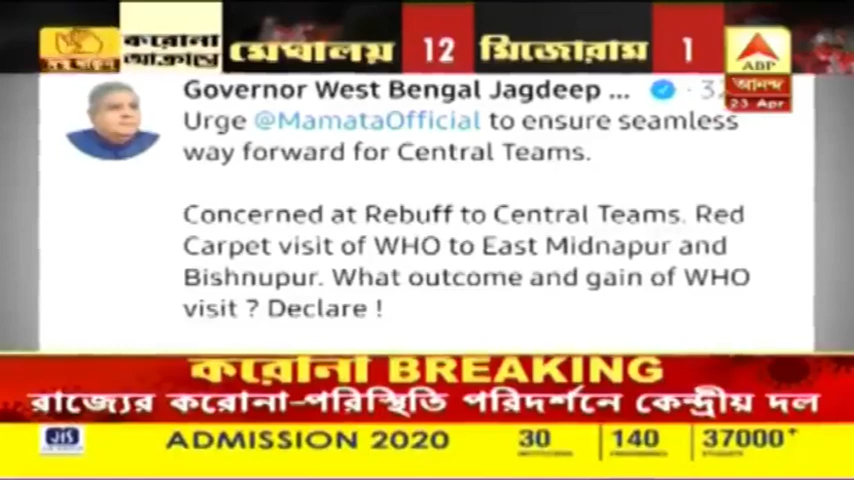 করোনা
আক্রান্ত
মেঘালয় 12 মিজোরাম 1
ABP
আনন্দ
23 Apr
Governor West Bengal Jagdeep ...
Urge @MamataOfficial to ensure seamless
way forward for Central Teams.
Concerned at Rebuff to Central Teams. Red
Carpet visit of WHO to East Midnapur and
Bishnupur. What outcome and gain of WHO
visit ? Declare !
করোনা BREAKING
রাজ্যের করোনা-পরিস্থিতি পরিদর্শনে কেন্দ্রীয় দল
JIS ADMISSION 2020 30 140 37000+